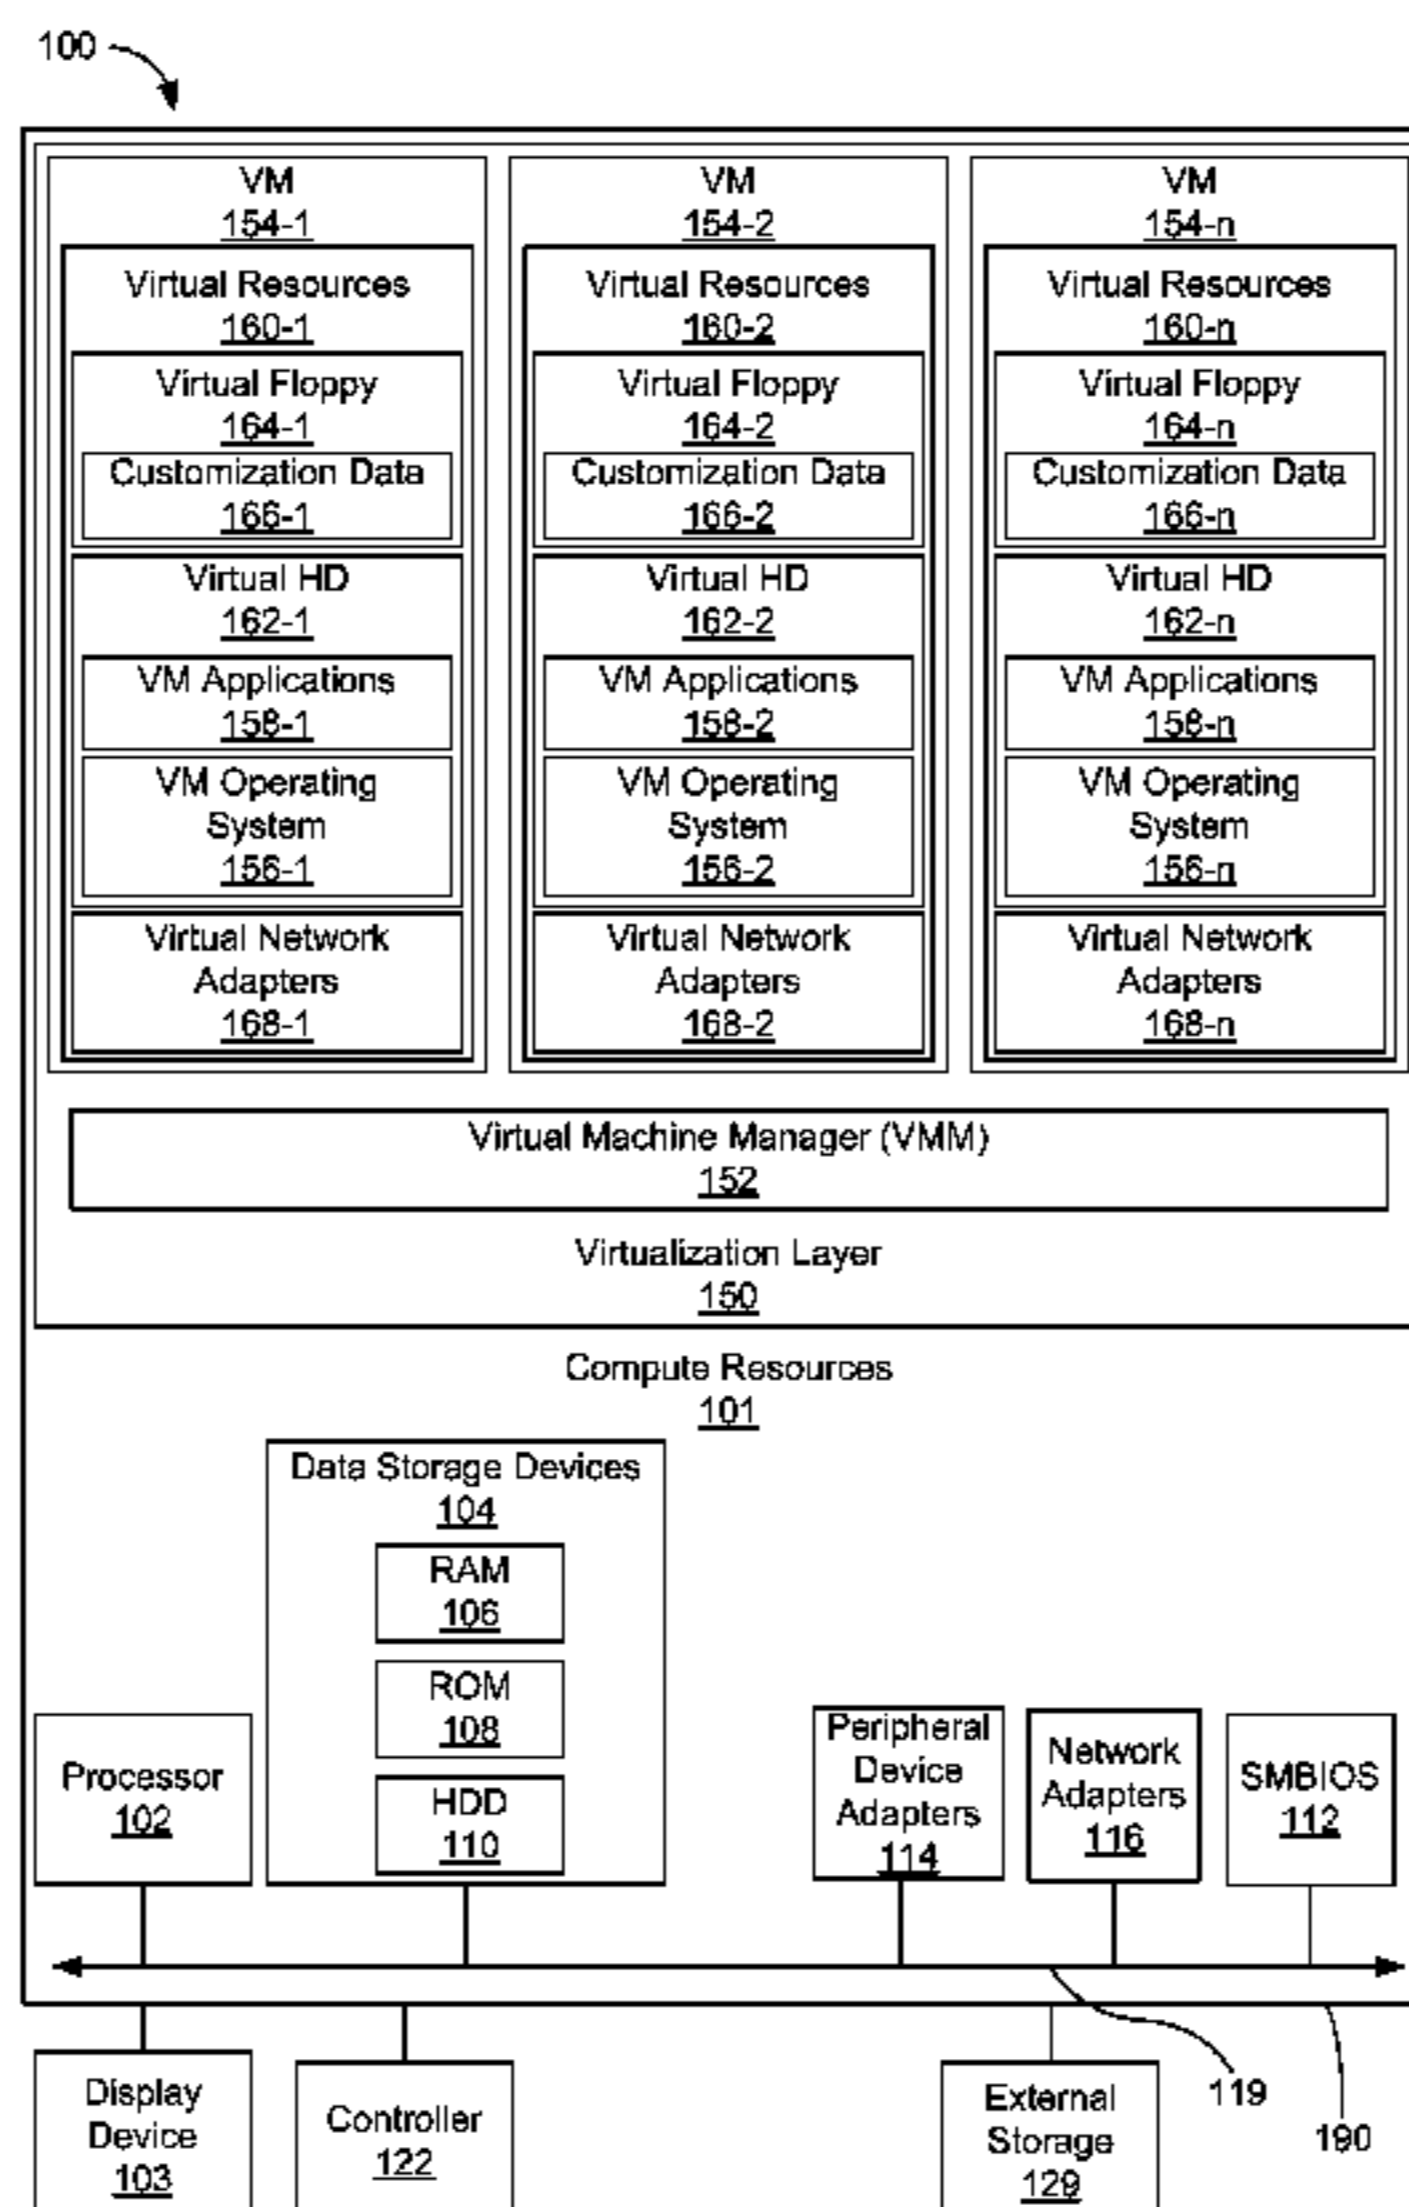 100
VM
154-1
Virtual Resources
160-1
Virtual Floppy
164-1
Customization Data
166-1
Virtual HD
162-1
VM Applications
158-1
VM Operating
System
156-1
Virtual Network
Adapters
168-1
VM
154-2
Virtual Resources
160-2
Virtual Floppy
164-2
Customization Data
166-2
Virtual HD
162-2
VM Applications
158-2
VM Operating
System
156-2
Virtual Network
Adapters
168-2
VM
154-n
Virtual Resources
160-n
Virtual Floppy
164-n
Customization Data
166-n
Virtual HD
162-n
VM Applications
158-n
VM Operating
System
156-n
Virtual Network
Adapters
168-n
Virtual Machine Manager (VMM)
152
Virtualization Layer
150
Compute Resources
101
Data Storage Devices
104
RAM
106
ROM
108
HDD
110
Processor
102
Peripheral
Device
Adapters
114
Network
Adapters
116
SMBIOS
112
Display
Device
103
Controller
122
External
Storage
129
119
190